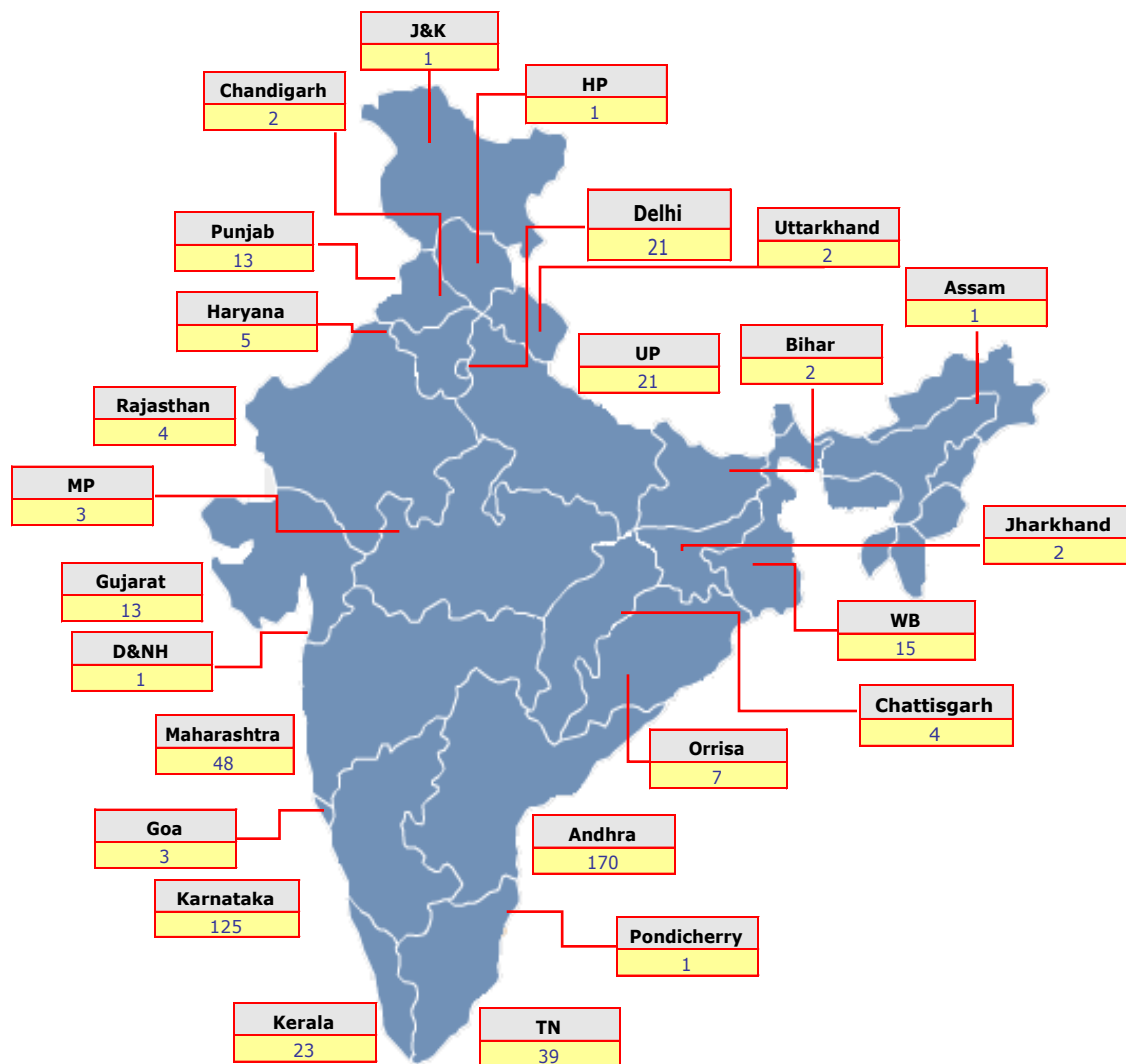 J&K
1
HP
1
Chandigarh
2
Delhi
21
Uttarkhand
2
Punjab
13
Assam
1
Haryana
5
Bihar
2
UP
21
Rajasthan
4
MP
3
Jharkhand
2
Gujarat
13
WB
15
D&NH
1
Chattisgarh
4
Maharashtra
48
Orrisa
7
Goa
3
Andhra
170
Karnataka
125
Pondicherry
1
Kerala
23
TN
39